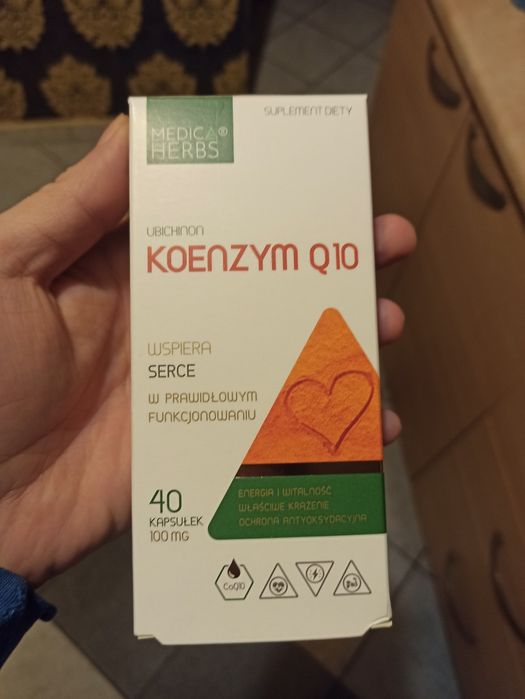 MEDICA®
HERBS
SUPLEMENT DIETY
UBICHINON
KOENZYM Q10
WSPIERA
SERCE
W PRAWIDŁOWYM
FUNKCJONOWANIU
40
KAPSUŁEK
100 MG
ENERGIA I WITALNOŚĆ
WŁAŚCIWE KRĄŻENIE
OCHRONA ANTYOKSYDACYJNA
CoQ10